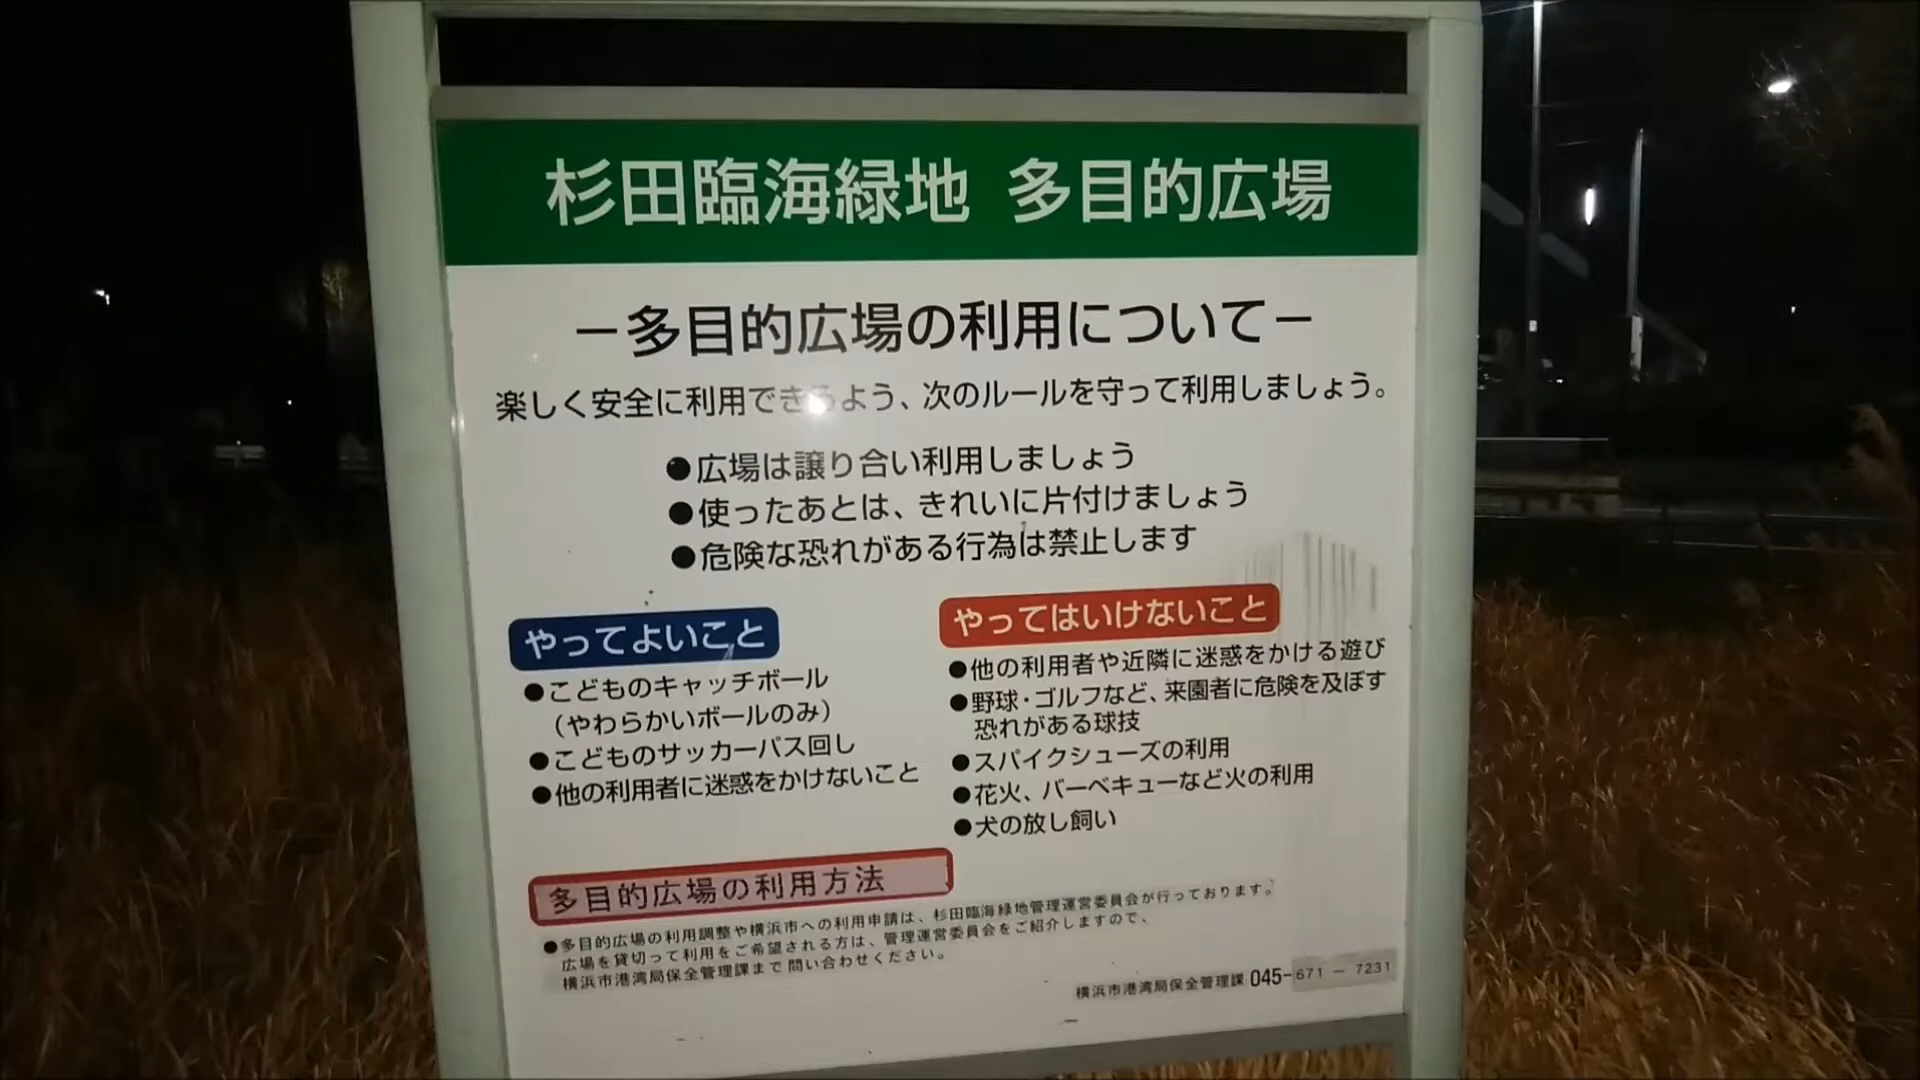 杉田臨海緑地 多目的広場
－多目的広場の利用について－
楽しく安全に利用できるよう、次のルールを守って利用しましょう。
●広場は譲り合い利用しましょう
●使ったあとは、きれいに片付けましょう
●危険な恐れがある行為は禁止します
やってよいこと
●こどものキャッチボール
（やわらかいボールのみ）
●こどものサッカーパス回し
●他の利用者に迷惑をかけないこと
やってはいけないこと
●他の利用者や近隣に迷惑をかける遊び
●野球・ゴルフなど、来園者に危険を及ぼす
恐れがある球技
●スパイクシューズの利用
●花火、バーベキューなど火の利用
●犬の放し飼い
多目的広場の利用方法
●多目的広場の利用調整や横浜市への利用申請は、杉田臨海緑地管理運営委員会が行っております。
広場を貸切って利用をご希望される方は、管理運営委員会をご紹介しますので、
横浜市港湾局保全管理課まで問い合わせください。
横浜市港湾局保全管理課 045-671－7231